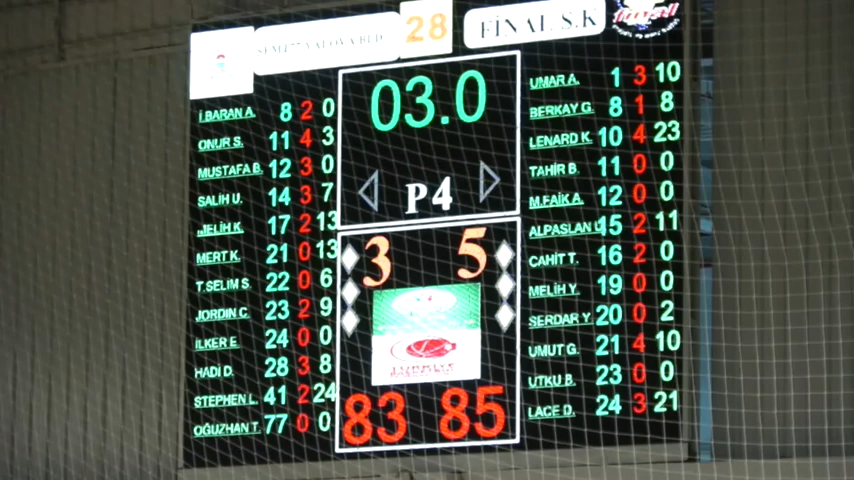 28
FİNAL S.K
03.0
P4
3 5
83 85
İ.BARAN A. 8 2 0
ONUR S. 11 4 3
MUSTAFA B. 12 3 0
SALİH U. 14 3 7
MELİH K. 17 2 13
MERT K. 21 0 13
T.SELİM S. 22 0 6
JORDIN C. 23 2 9
İLKER E. 24 0 0
HADİ D. 28 3 8
STEPHEN L. 41 2 24
OĞUZHAN T. 77 0 0
UMAR A. 1 3 10
BERKAY G. 8 1 8
LENARD K. 10 4 23
TAHİR B. 11 0 0
M.FAİK A. 12 0 0
ALPASLAN 15 2 11
CAHİT T. 16 2 0
MELİH Y. 19 0 0
SERDAR Y. 20 0 2
UMUT G. 21 4 10
UTKU B. 23 0 0
LACE D. 24 3 21